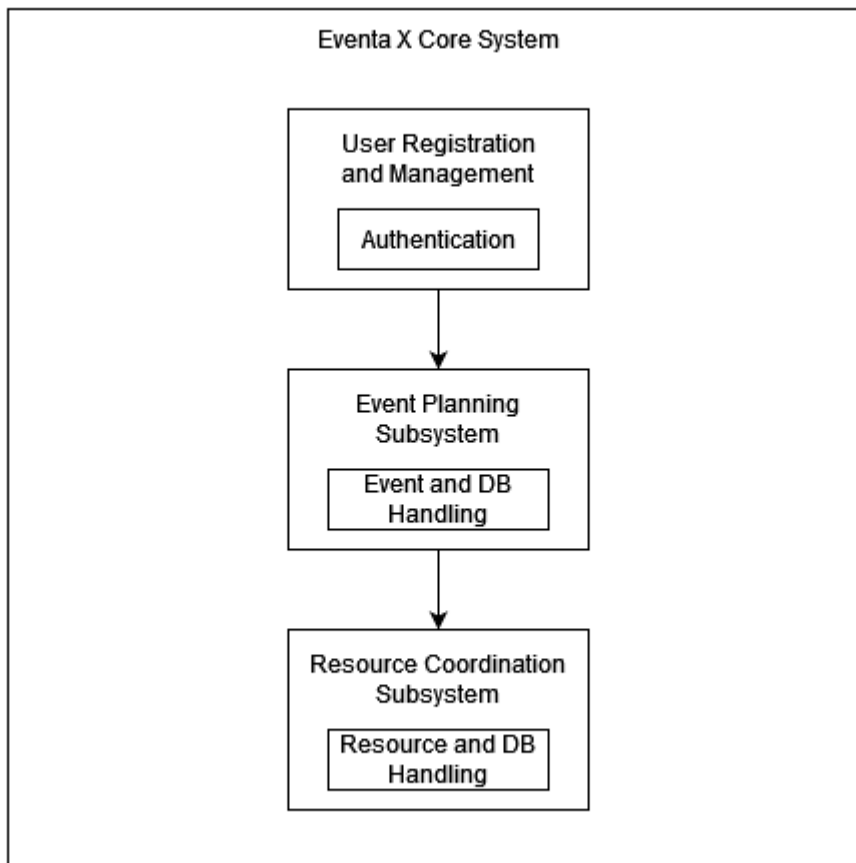 Eventa X Core System
User Registration
and Management
Authentication
Event Planning
Subsystem
Event and DB
Handling
Resource Coordination
Subsystem
Resource and DB
Handling